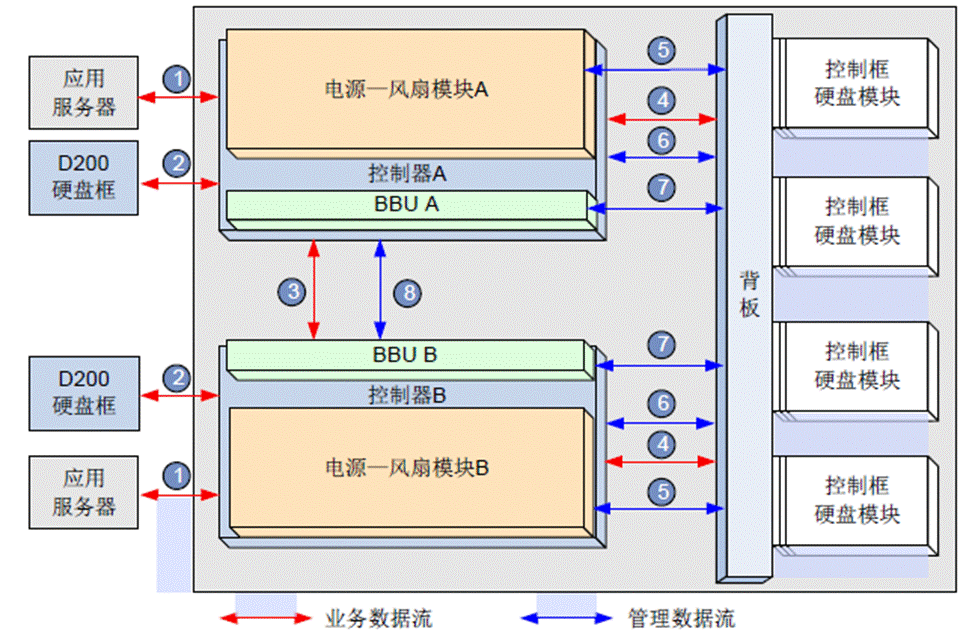 应用
服务器
①
D200
硬盘框
②
电源—风扇模块A
控制器A
BBU A
⑤
④
⑥
⑦
控制框
硬盘模块
控制框
硬盘模块
③
⑧
背
板
D200
硬盘框
②
应用
服务器
①
BBU B
控制器B
电源—风扇模块B
⑦
⑥
④
⑤
控制框
硬盘模块
控制框
硬盘模块
业务数据流
管理数据流